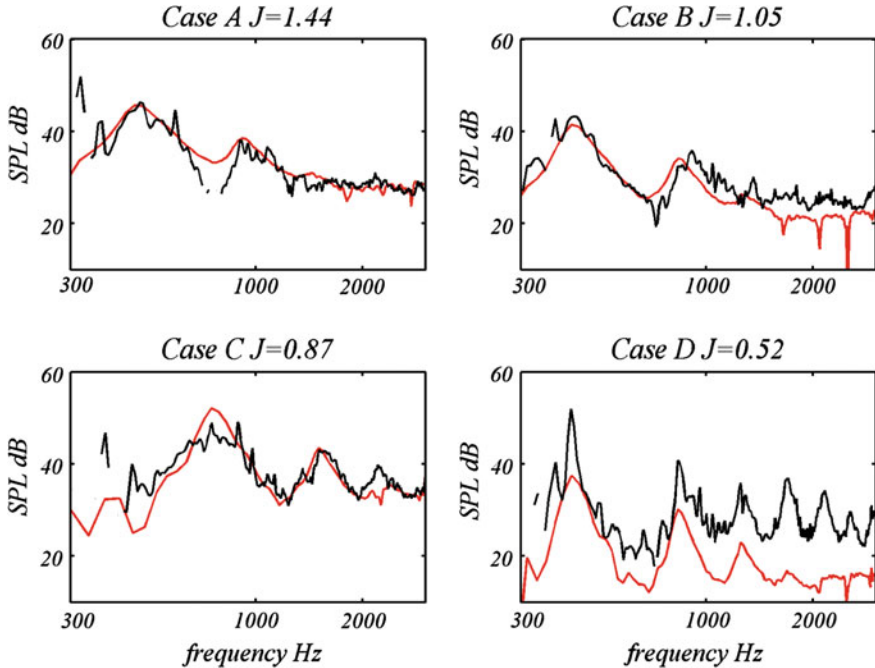 Case A J=1.44
60
SPL dB
40
20
300
1000
2000
Case B J=1.05
60
SPL dB
40
20
300
1000
2000
Case C J=0.87
60
SPL dB
40
20
300
1000
2000
frequency Hz
Case D J=0.52
60
SPL dB
40
20
300
1000
2000
frequency Hz